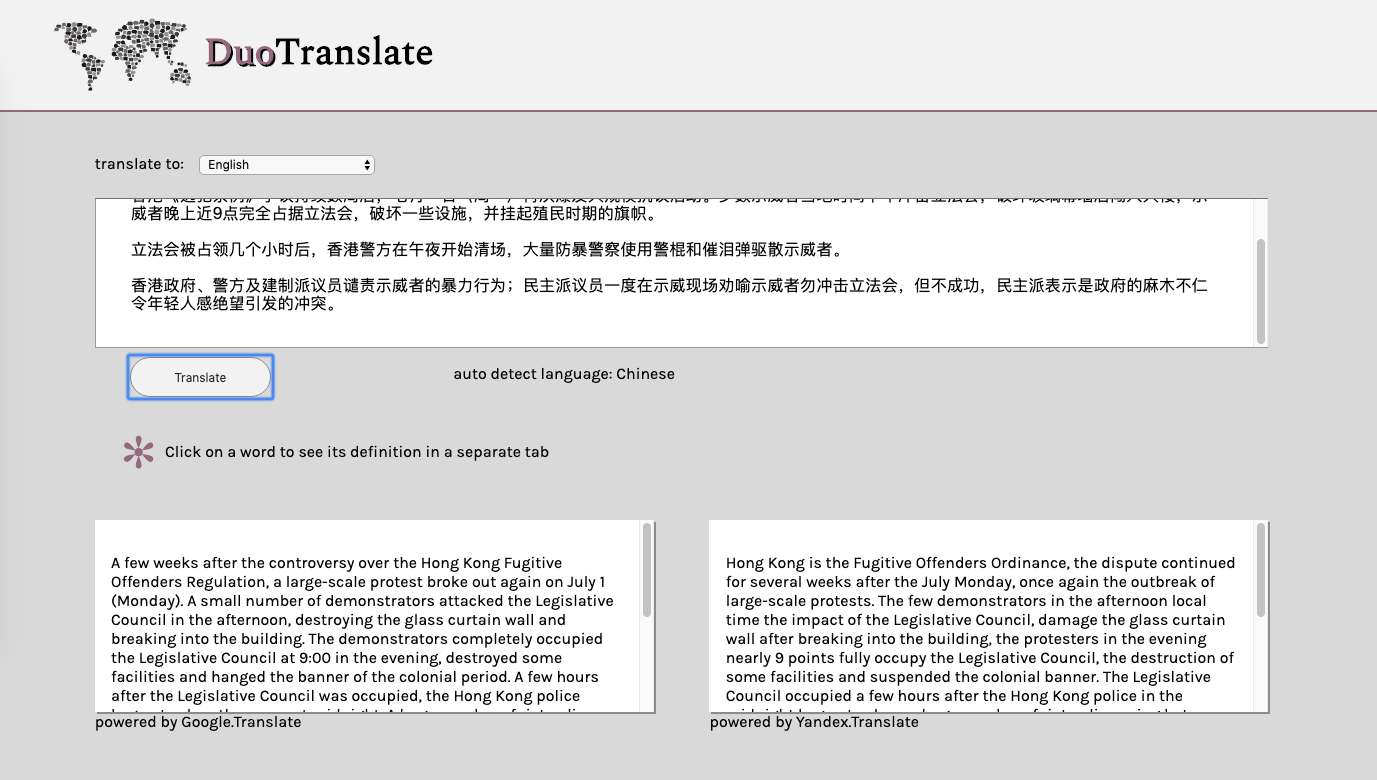 DuoTranslate
translate to:
English
威者晚上近9点完全占据立法会，破坏一些设施，并挂起殖民时期的旗帜。
立法会被占领几个小时后，香港警方在午夜开始清场，大量防暴警察使用警棍和催泪弹驱散示威者。
香港政府、警方及建制派议员谴责示威者的暴力行为；民主派议员一度在示威现场劝喻示威者勿冲击立法会，但不成功，民主派表示是政府的麻木不仁
令年轻人感绝望引发的冲突。
Translate
auto detect language: Chinese
Click on a word to see its definition in a separate tab
A few weeks after the controversy over the Hong Kong Fugitive
Offenders Regulation, a large-scale protest broke out again on July 1
(Monday). A small number of demonstrators attacked the Legislative
Council in the afternoon, destroying the glass curtain wall and
breaking into the building. The demonstrators completely occupied
the Legislative Council at 9:00 in the evening, destroyed some
facilities and hanged the banner of the colonial period. A few hours
after the Legislative Council was occupied, the Hong Kong police
powered by Google.Translate
Hong Kong is the Fugitive Offenders Ordinance, the dispute continued
for several weeks after the July Monday, once again the outbreak of
large-scale protests. The few demonstrators in the afternoon local
time the impact of the Legislative Council, damage the glass curtain
wall after breaking into the building, the protesters in the evening
nearly 9 points fully occupy the Legislative Council, the destruction of
some facilities and suspended the colonial banner. The Legislative
Council occupied a few hours after the Hong Kong police in the
powered by Yandex.Translate